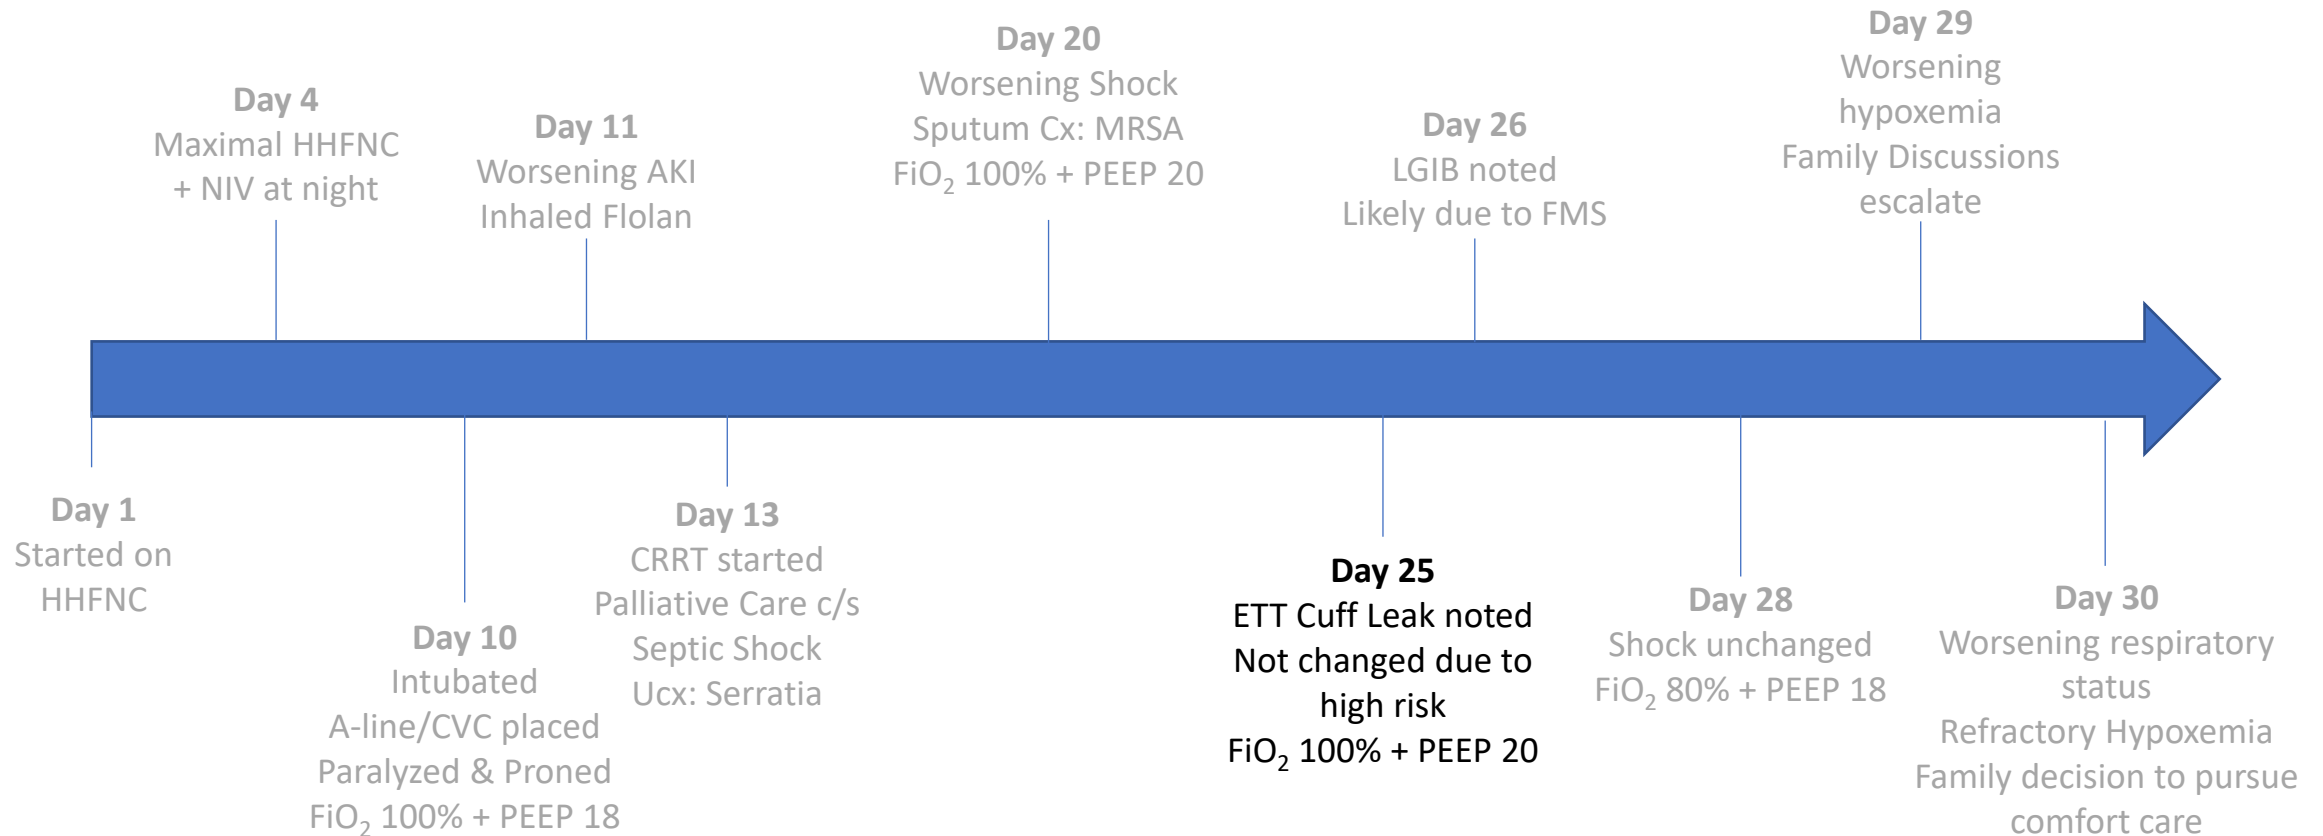 Day 1
Started on
HHFNC
Day 4
Maximal HHFNC
+ NIV at night
Day 10
Intubated
A-line/CVC placed
Paralyzed & Proned
FiO₂ 100% + PEEP 18
Day 11
Worsening AKI
Inhaled Flolan
Day 13
CRRT started
Palliative Care c/s
Septic Shock
Ucx: Serratia
Day 20
Worsening Shock
Sputum Cx: MRSA
FiO₂ 100% + PEEP 20
Day 25
ETT Cuff Leak noted
Not changed due to
high risk
FiO₂ 100% + PEEP 20
Day 26
LGIB noted
Likely due to FMS
Day 28
Shock unchanged
FiO₂ 80% + PEEP 18
Day 29
Worsening
hypoxemia
Family Discussions
escalate
Day 30
Worsening respiratory
status
Refractory Hypoxemia
Family decision to pursue
comfort care